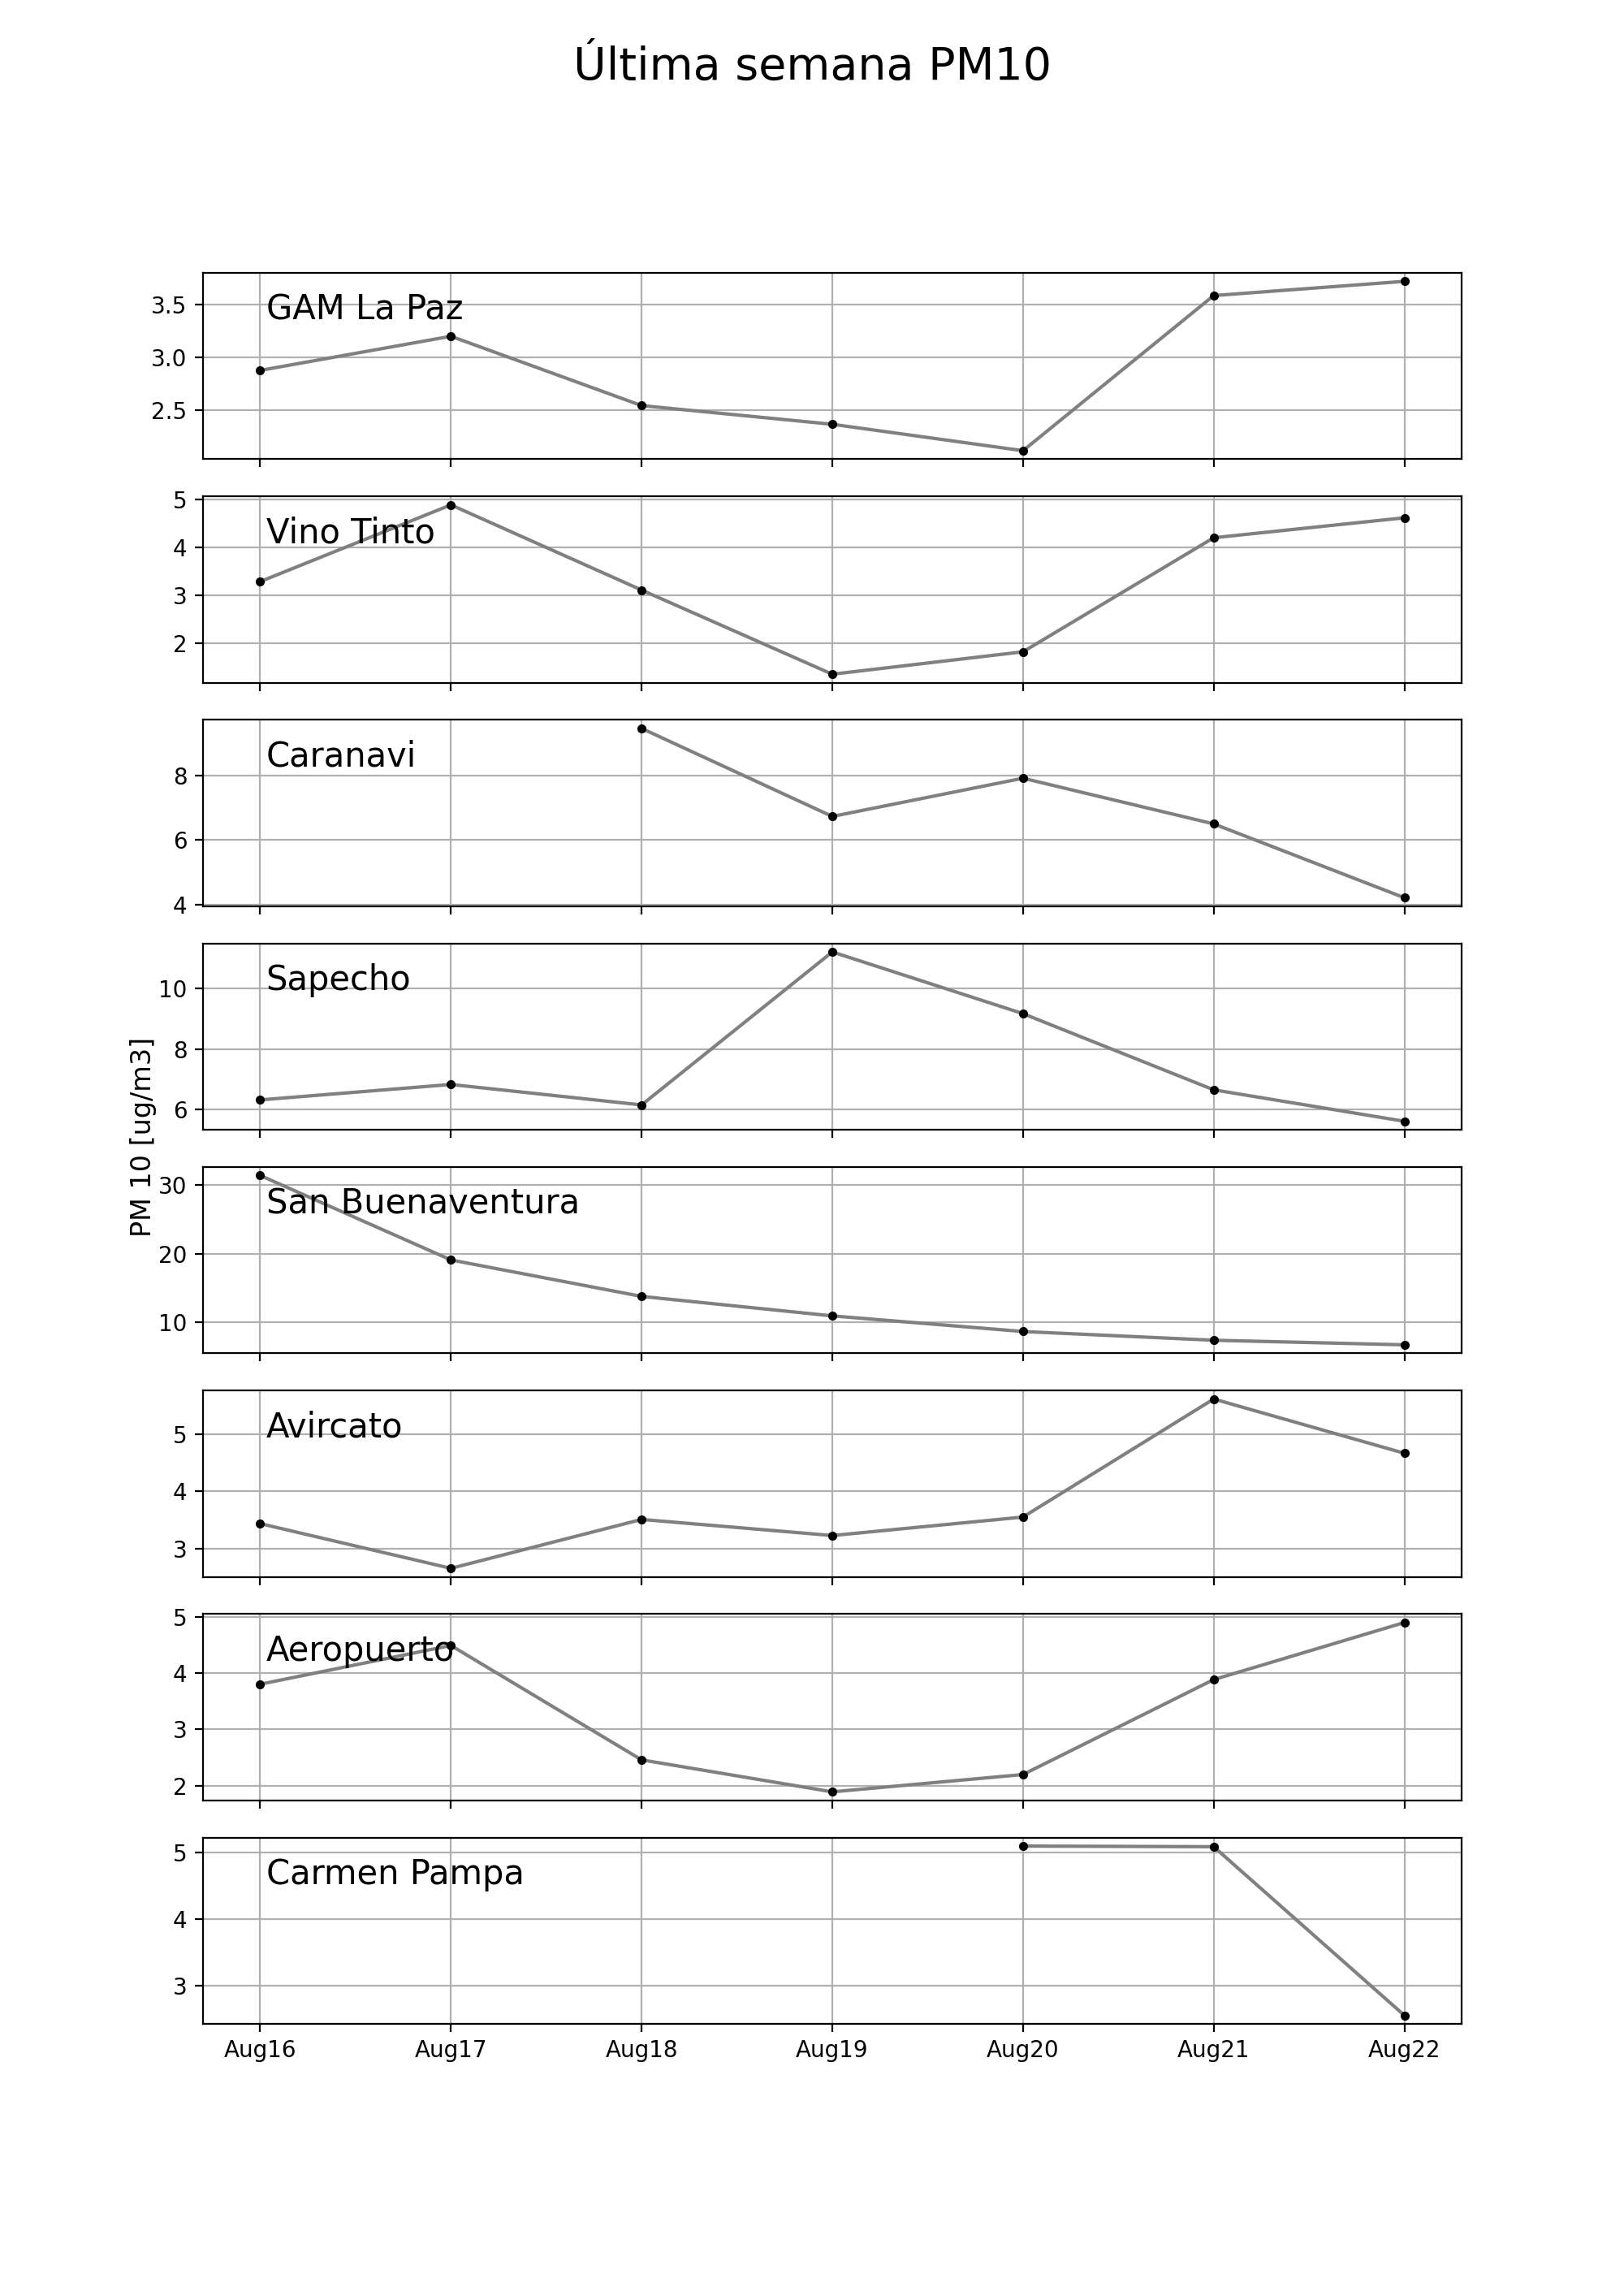 Última semana PM10
GAM La Paz
3.5
3.0
2.5
Vino Tinto
5
4
3
2
Caranavi
8
6
4
Sapecho
10
8
6
PM 10 [ug/m3]
San Buenaventura
30
20
10
Avircato
5
4
3
Aeropuerto
5
4
3
2
Carmen Pampa
5
4
3
Aug16 Aug17 Aug18 Aug19 Aug20 Aug21 Aug22